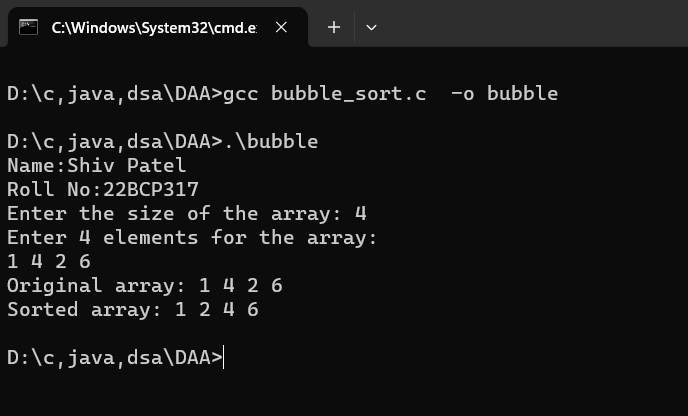 C:\Windows\System32\cmd.e
D:\c,java,dsa\DAA>gcc bubble_sort.c  -o bubble
D:\c,java,dsa\DAA>.\bubble
Name:Shiv Patel
Roll No:22BCP317
Enter the size of the array: 4
Enter 4 elements for the array:
1 4 2 6
Original array: 1 4 2 6
Sorted array: 1 2 4 6
D:\c,java,dsa\DAA>